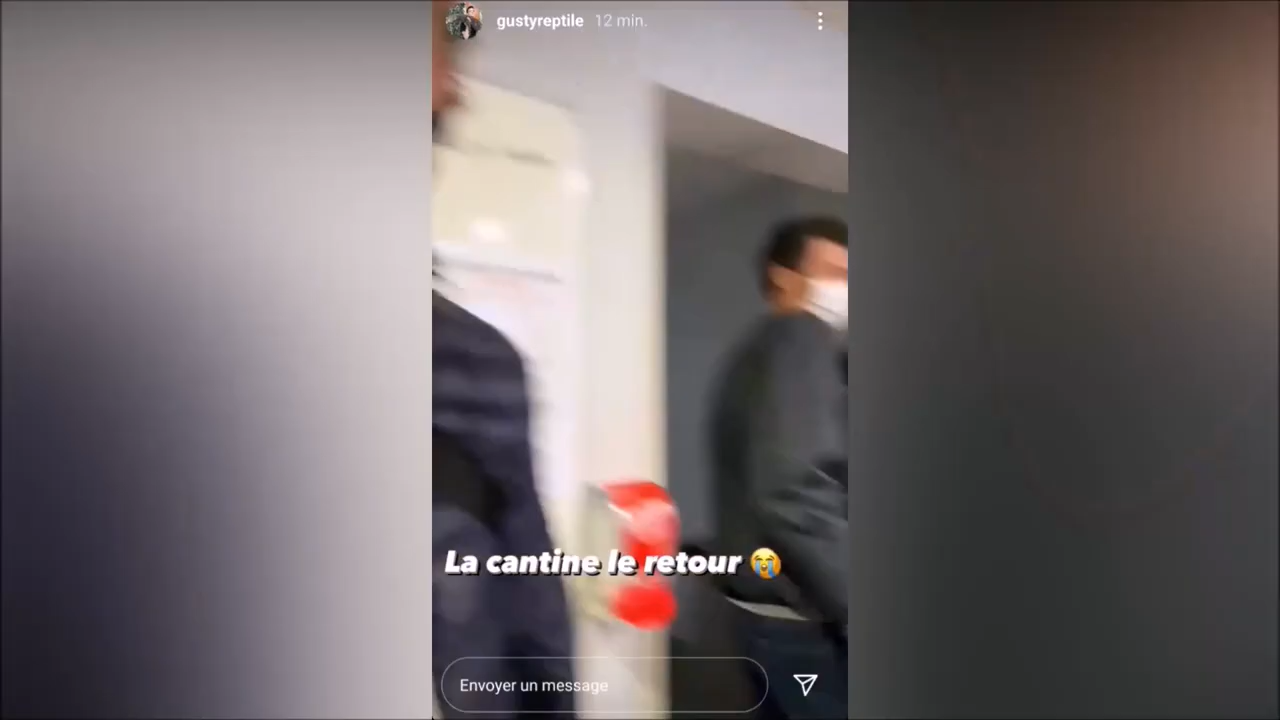 gustyreptile 12 min.
La cantine le retour 😭
Envoyer un message